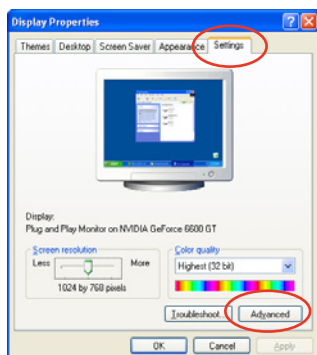 Display Properties
Themes Desktop Screen Saver Appearance Settings
Display:
Plug and Play Monitor on NVIDIA GeForce 6600 GT
Screen resolution
Less More
1024 by 768 pixels
Color quality
Highest (32 bit)
Troubleshoot... Advanced
OK Cancel Apply